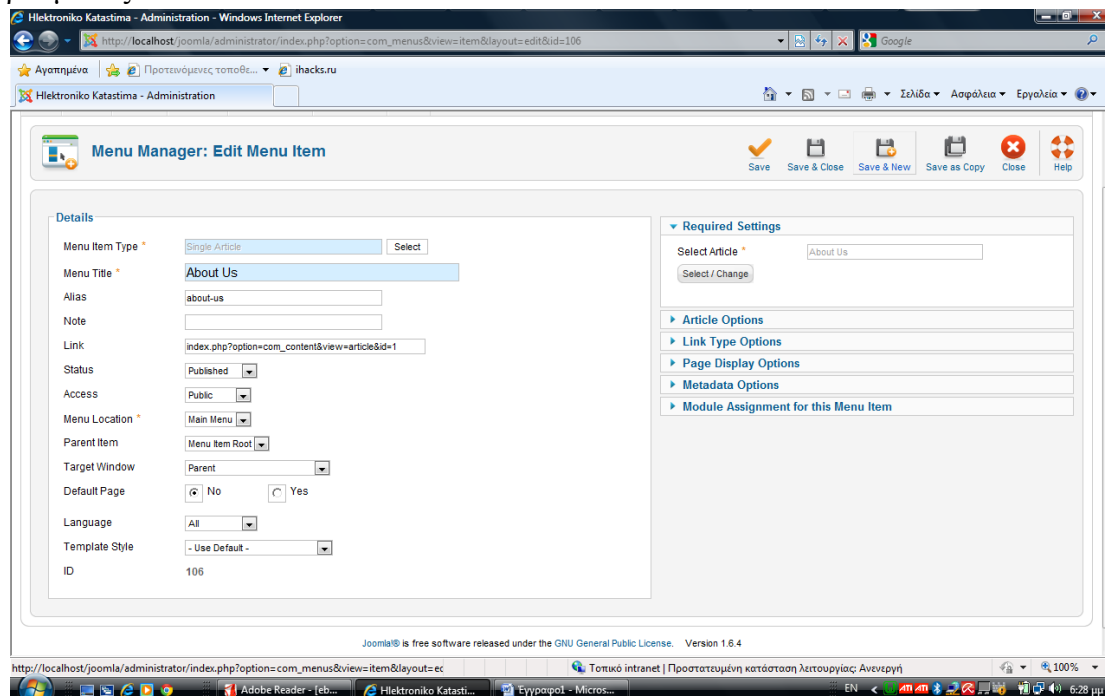 Hlektroniko Katastima - Administration - Windows Internet Explorer
http://localhost/joomla/administrator/index.php?option=com_menus&view=item&layout=edit&id=106
Google
Αγαπημένα Προτεινόμενες τοποθε... ihacks.ru
Hlektroniko Katastima - Administration
Σελίδα Ασφάλεια Εργαλεία
Menu Manager: Edit Menu Item
Save Save & Close Save & New Save as Copy Close Help
Details
Menu Item Type * Single Article Select
Menu Title * About Us
Alias about-us
Note
Link index.php?option=com_content&view=article&id=1
Status Published
Access Public
Menu Location * Main Menu
Parent Item Menu Item Root
Target Window Parent
Default Page No Yes
Language All
Template Style - Use Default -
ID 106
Required Settings
Select Article * About Us
Select / Change
Article Options
Link Type Options
Page Display Options
Metadata Options
Module Assignment for this Menu Item
Joomla!® is free software released under the GNU General Public License. Version 1.6.4
http://localhost/joomla/administrator/index.php?option=com_menus&view=item&layout=ec
Τοπικό intranet | Προστατευμένη κατάσταση λειτουργίας: Ανενεργή
100%
Adobe Reader - [eb... Hlektroniko Katasti... Έγγραφο1 - Micros... EN 6:28 μμ